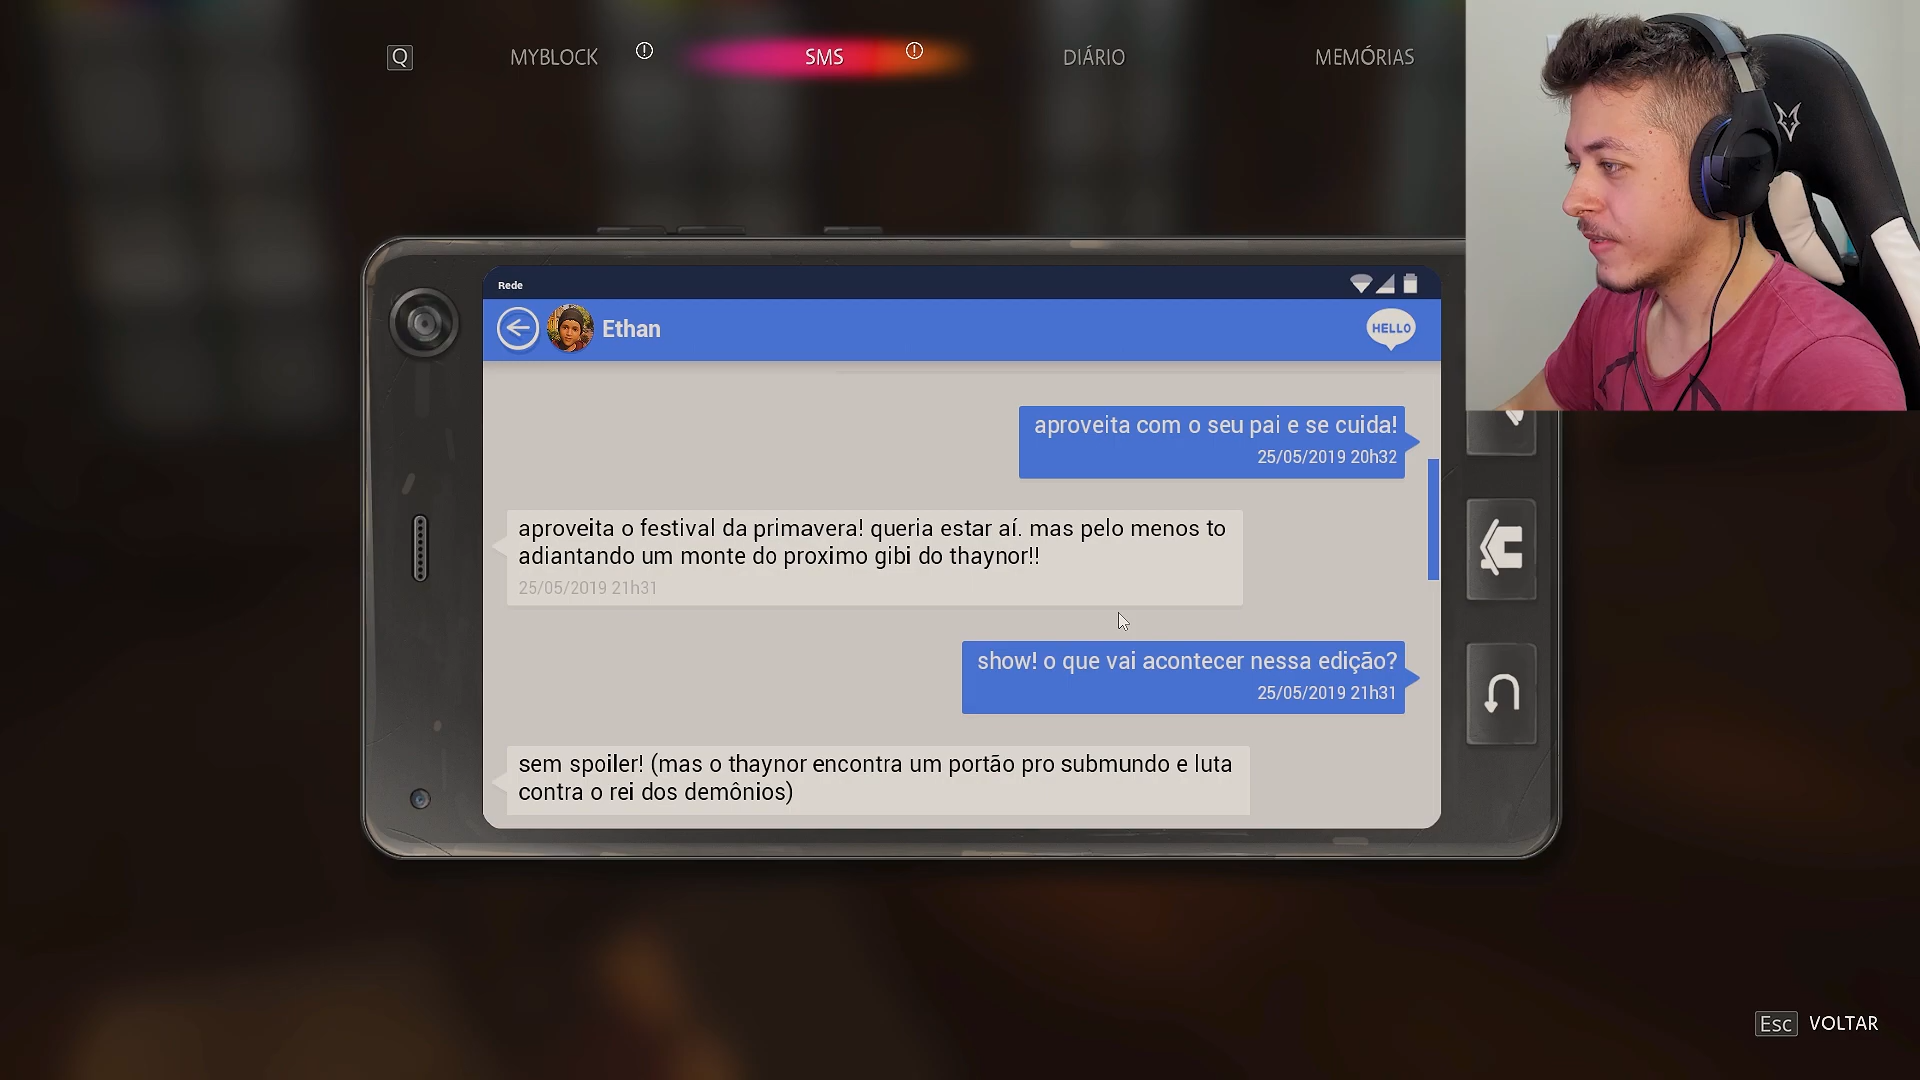 Q
MYBLOCK
SMS
DIÁRIO
MEMÓRIAS
Rede
Ethan
HELLO
aproveita com o seu pai e se cuida!
25/05/2019 20h32
aproveita o festival da primavera! queria estar aí. mas pelo menos to
adiantando um monte do proximo gibi do thaynor!!
25/05/2019 21h31
show! o que vai acontecer nessa edição?
25/05/2019 21h31
sem spoiler! (mas o thaynor encontra um portão pro submundo e luta
contra o rei dos demônios)
Esc VOLTAR